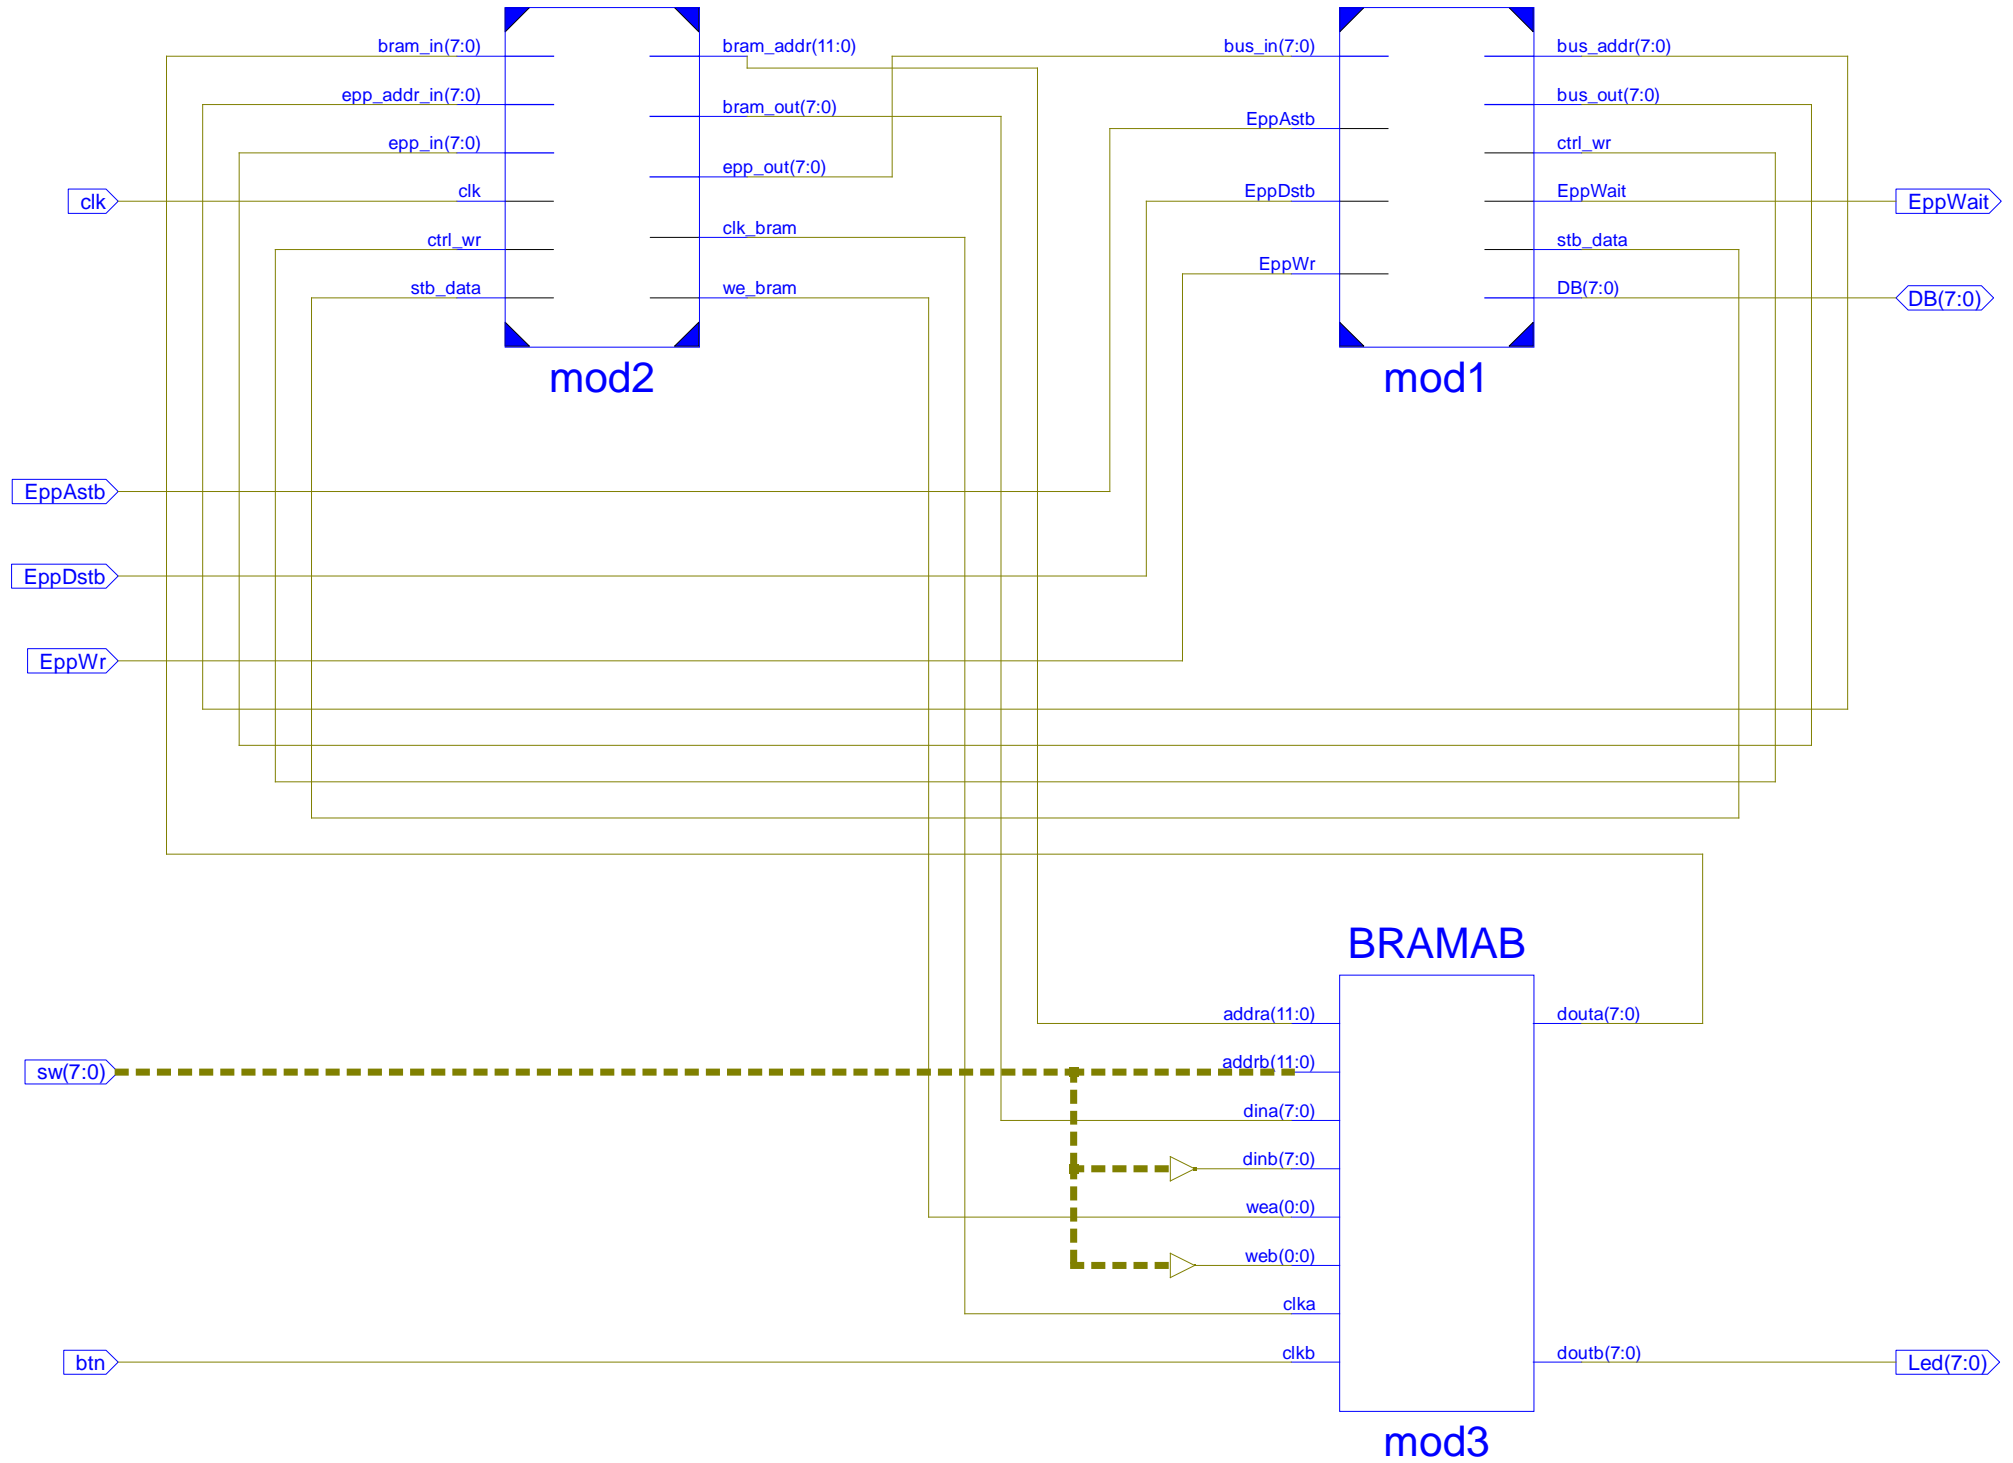 bram_in(7:0)
epp_addr_in(7:0)
epp_in(7:0)
clk
ctrl_wr
stb_data
bram_addr(11:0)
bram_out(7:0)
epp_out(7:0)
clk_bram
we_bram
mod2
bus_in(7:0)
EppAstb
EppDstb
EppWr
bus_addr(7:0)
bus_out(7:0)
ctrl_wr
EppWait
stb_data
DB(7:0)
mod1
clk
EppAstb
EppDstb
EppWr
sw(7:0)
btn
EppWait
DB(7:0)
BRAMAB
addra(11:0)
addrb(11:0)
dina(7:0)
dinb(7:0)
wea(0:0)
web(0:0)
clka
clkb
douta(7:0)
doutb(7:0)
Led(7:0)
mod3